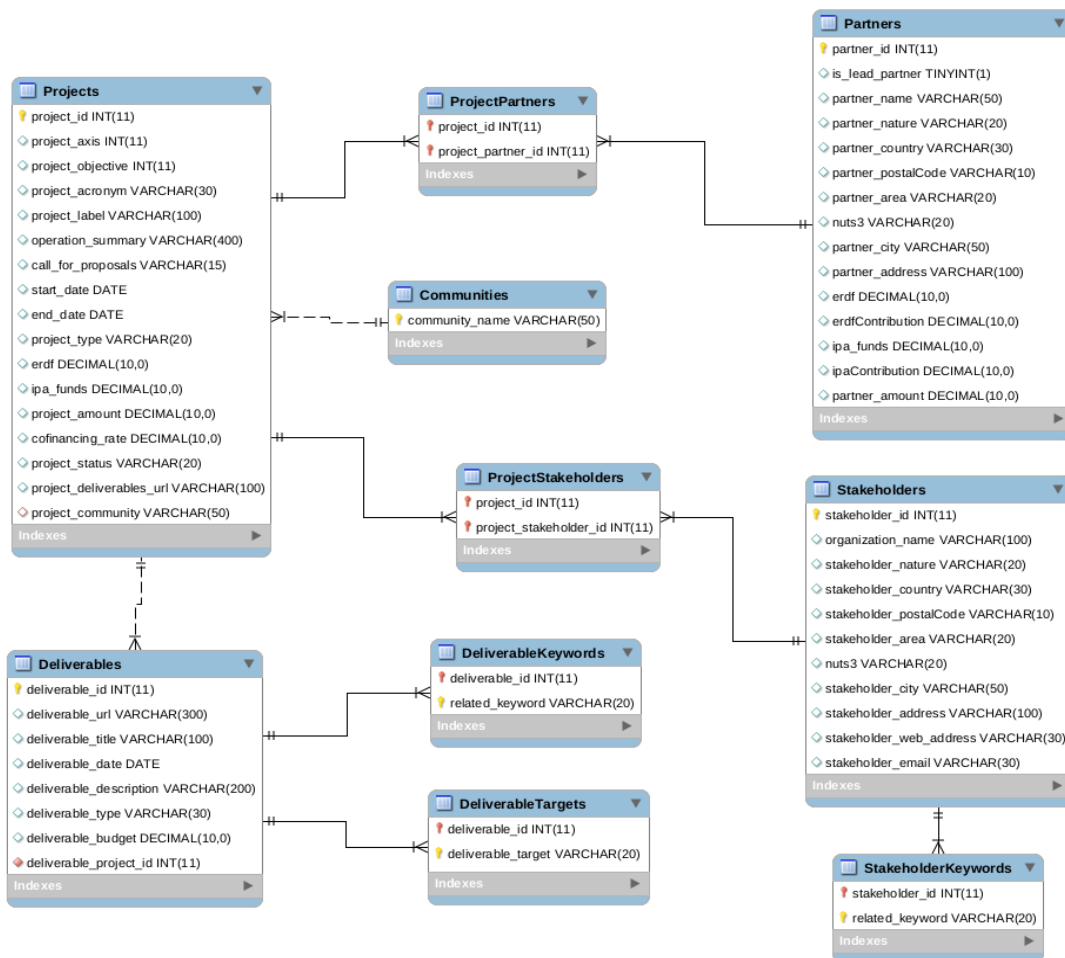 Projects
project_id INT(11)
project_axis INT(11)
project_objective INT(11)
project_acronym VARCHAR(30)
project_label VARCHAR(100)
operation_summary VARCHAR(400)
call_for_proposals VARCHAR(15)
start_date DATE
end_date DATE
project_type VARCHAR(20)
erdf DECIMAL(10,0)
ipa_funds DECIMAL(10,0)
project_amount DECIMAL(10,0)
cofinancing_rate DECIMAL(10,0)
project_status VARCHAR(20)
project_deliverables_url VARCHAR(100)
project_community VARCHAR(50)
Indexes
ProjectPartners
project_id INT(11)
project_partner_id INT(11)
Indexes
Partners
partner_id INT(11)
is_lead_partner TINYINT(1)
partner_name VARCHAR(50)
partner_nature VARCHAR(20)
partner_country VARCHAR(30)
partner_postalCode VARCHAR(10)
partner_area VARCHAR(20)
nuts3 VARCHAR(20)
partner_city VARCHAR(50)
partner_address VARCHAR(100)
erdf DECIMAL(10,0)
erdfContribution DECIMAL(10,0)
ipa_funds DECIMAL(10,0)
ipaContribution DECIMAL(10,0)
partner_amount DECIMAL(10,0)
Indexes
Communities
community_name VARCHAR(50)
Indexes
ProjectStakeholders
project_id INT(11)
project_stakeholder_id INT(11)
Indexes
Stakeholders
stakeholder_id INT(11)
organization_name VARCHAR(100)
stakeholder_nature VARCHAR(20)
stakeholder_country VARCHAR(30)
stakeholder_postalCode VARCHAR(10)
stakeholder_area VARCHAR(20)
nuts3 VARCHAR(20)
stakeholder_city VARCHAR(50)
stakeholder_address VARCHAR(100)
stakeholder_web_address VARCHAR(30)
stakeholder_email VARCHAR(30)
Indexes
Deliverables
deliverable_id INT(11)
deliverable_url VARCHAR(300)
deliverable_title VARCHAR(100)
deliverable_date DATE
deliverable_description VARCHAR(200)
deliverable_type VARCHAR(30)
deliverable_budget DECIMAL(10,0)
deliverable_project_id INT(11)
Indexes
DeliverableKeywords
deliverable_id INT(11)
related_keyword VARCHAR(20)
Indexes
DeliverableTargets
deliverable_id INT(11)
deliverable_target VARCHAR(20)
Indexes
StakeholderKeywords
stakeholder_id INT(11)
related_keyword VARCHAR(20)
Indexes